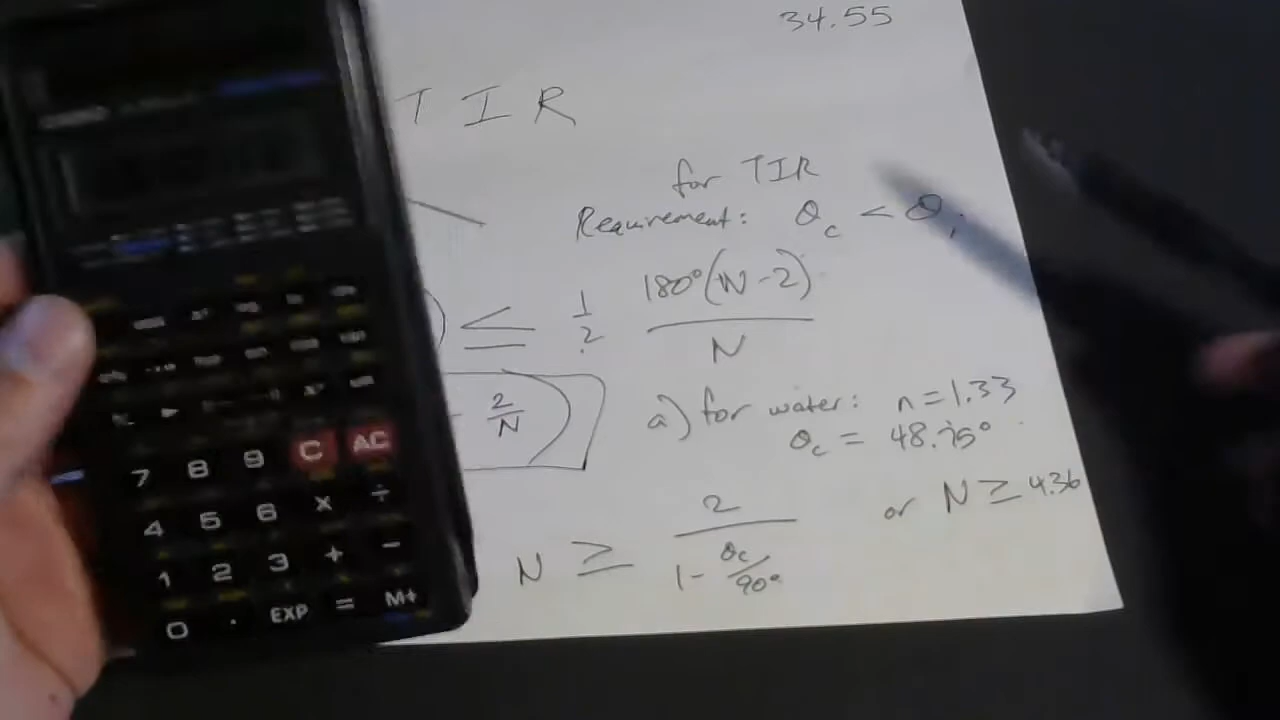 34.55
TIR
for TIR
Requirement: θc < θi
) ≤ 1/2 180°(N-2)/N
2/N )
a) for water: n = 1.33
θc = 48.75°
or N ≥ 4.36
N ≥ 2/(1 - θc/90°)
C AC
7 8 9
4 5 6 x ÷
1 2 3 + -
0 . EXP = M+